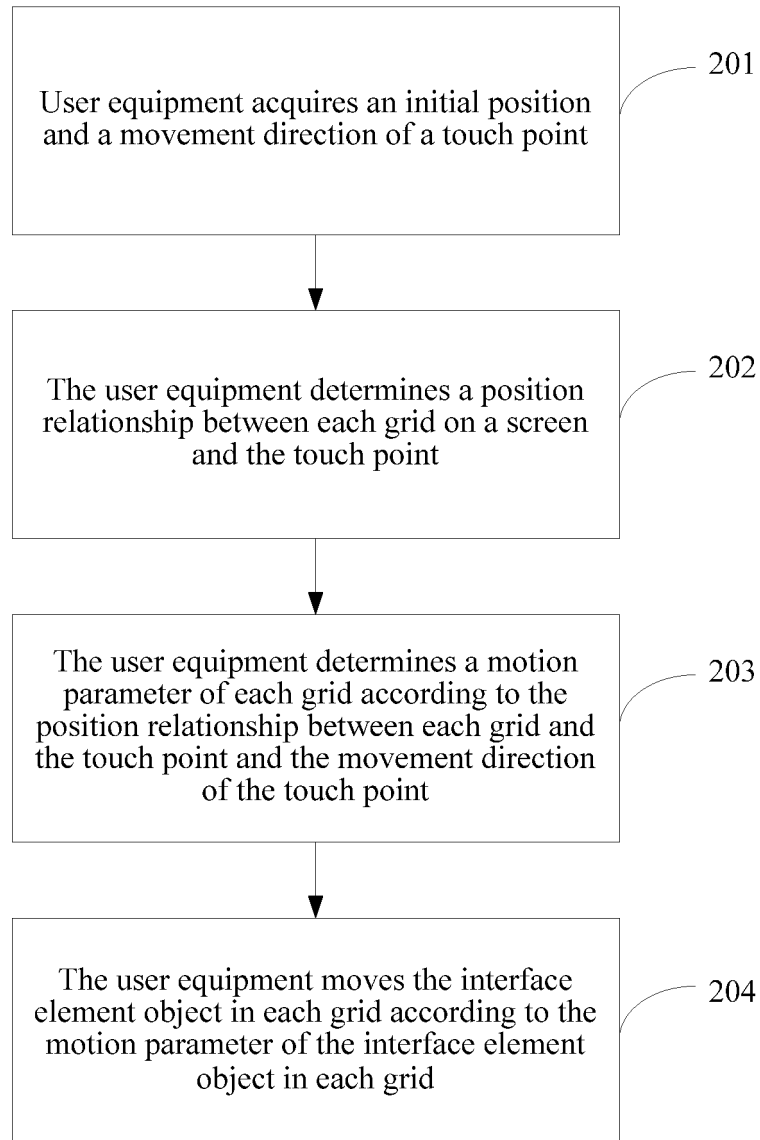 User equipment acquires an initial position
and a movement direction of a touch point
201
The user equipment determines a position
relationship between each grid on a screen
and the touch point
202
The user equipment determines a motion
parameter of each grid according to the
position relationship between each grid and
the touch point and the movement direction
of the touch point
203
The user equipment moves the interface
element object in each grid according to the
motion parameter of the interface element
object in each grid
204